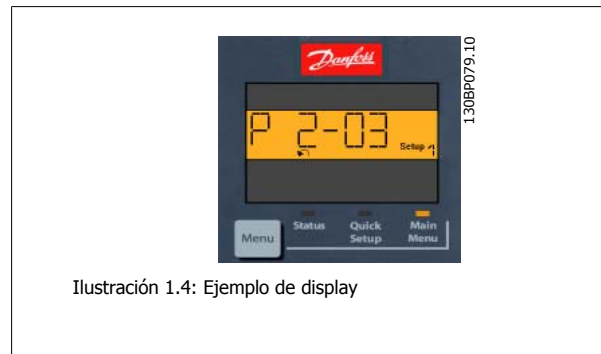 Danfoss
130BP079.10
P 2-03
Setup 1
Menu
Status
Quick Setup
Main Menu
Ilustración 1.4: Ejemplo de display